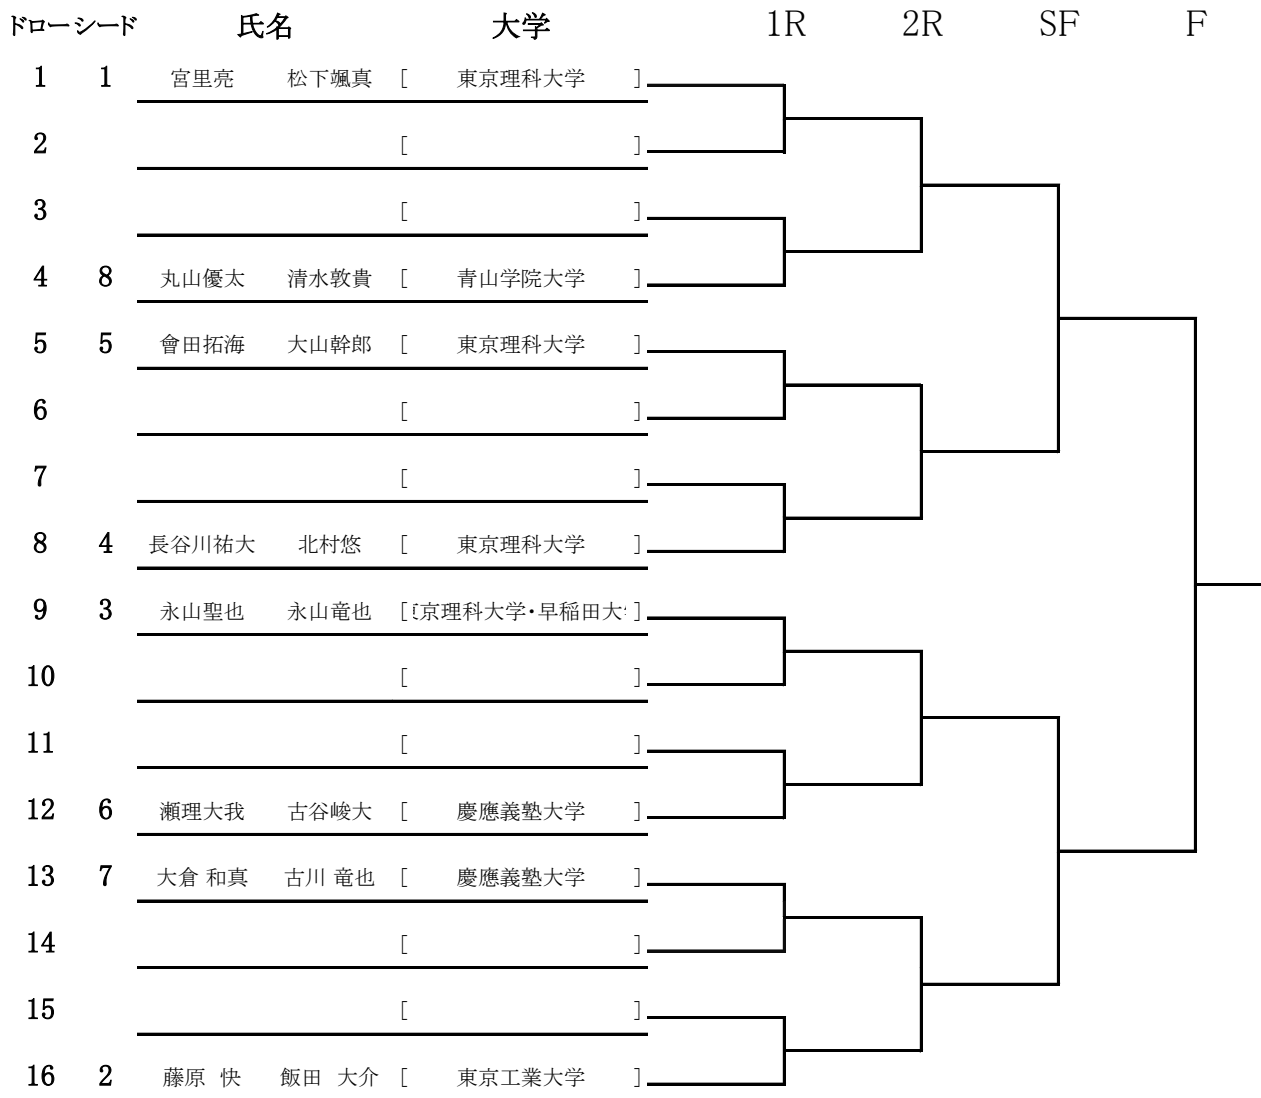 ドロー シード 氏名 大学 1R 2R SF F
1 1 宮里亮 松下颯真 [ 東京理科大学 ]
2 [ ]
3 [ ]
4 8 丸山優太 清水敦貴 [ 青山学院大学 ]
5 5 會田拓海 大山幹郎 [ 東京理科大学 ]
6 [ ]
7 [ ]
8 4 長谷川祐大 北村悠 [ 東京理科大学 ]
9 3 永山聖也 永山竜也 [ 京理科大学・早稲田大 ]
10 [ ]
11 [ ]
12 6 瀬理大我 古谷峻大 [ 慶應義塾大学 ]
13 7 大倉 和真 古川 竜也 [ 慶應義塾大学 ]
14 [ ]
15 [ ]
16 2 藤原 快 飯田 大介 [ 東京工業大学 ]